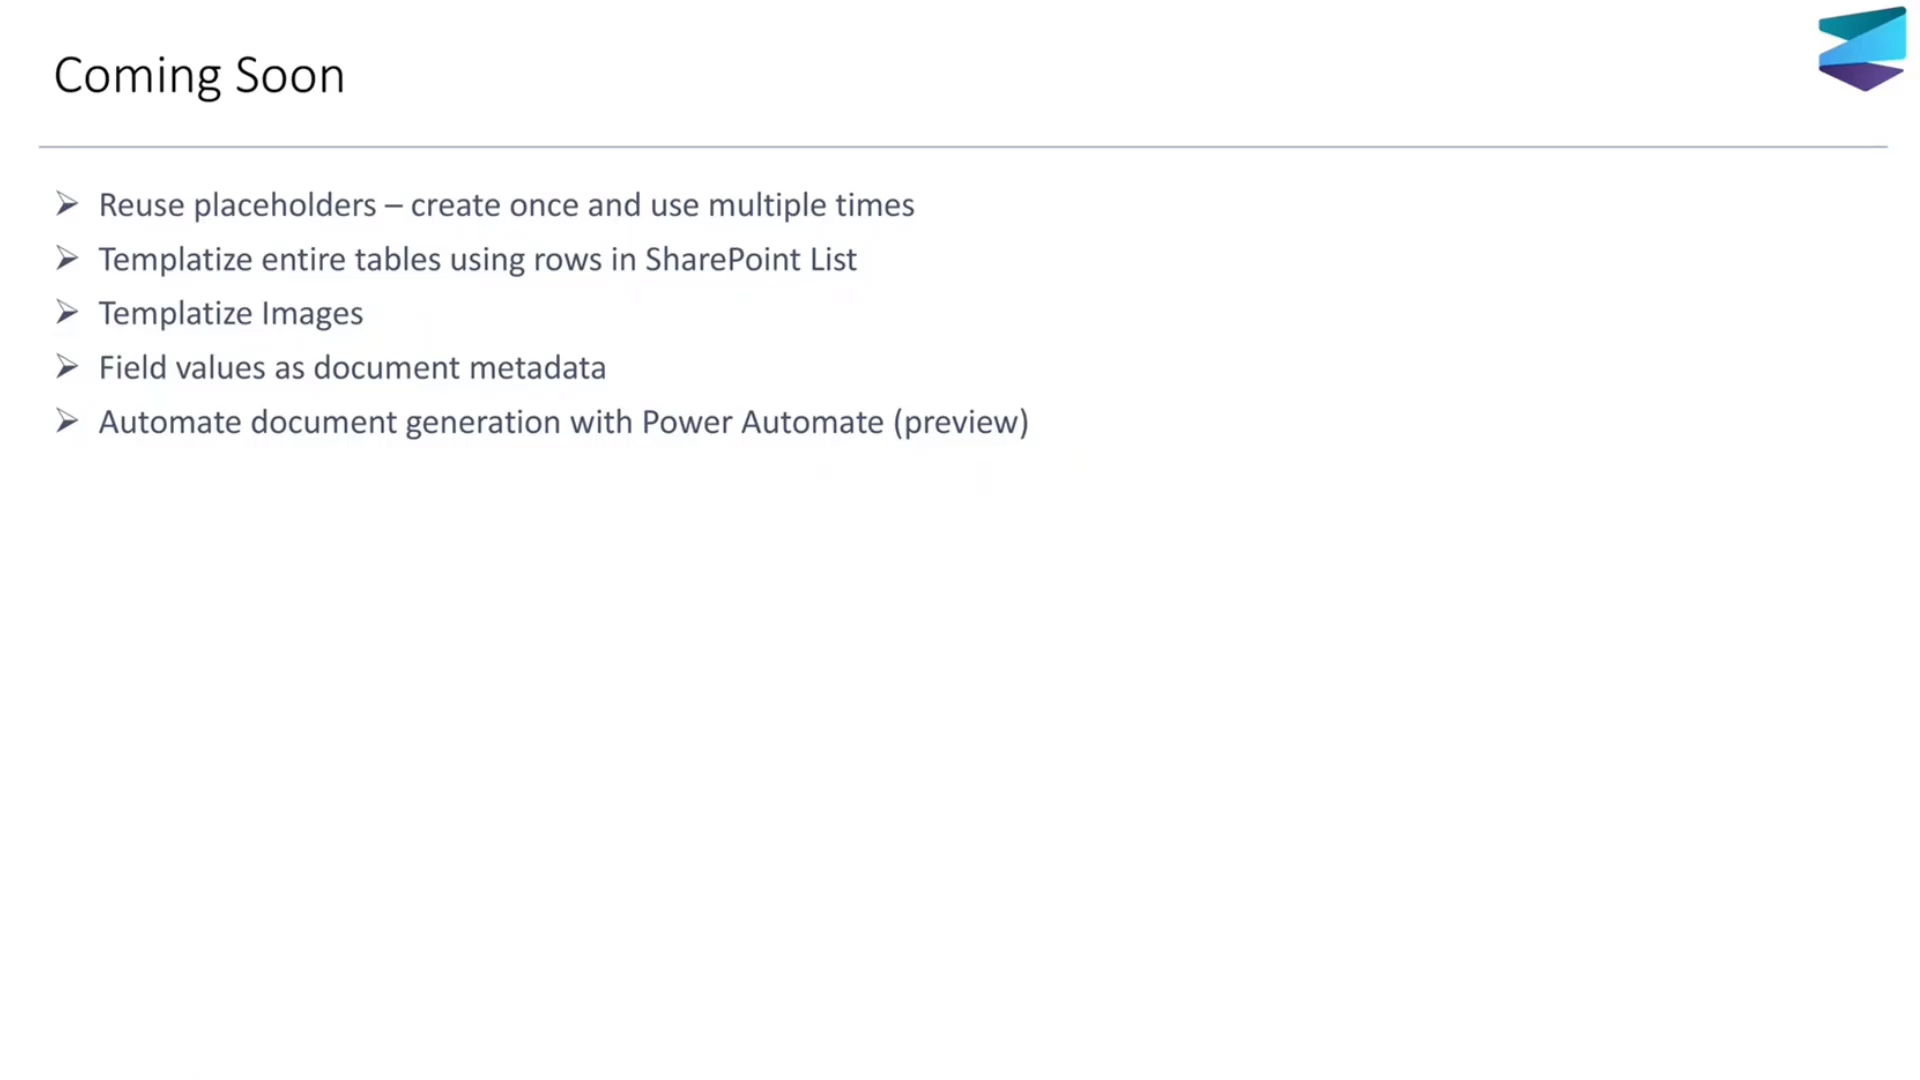 Coming Soon
Reuse placeholders – create once and use multiple times
Templatize entire tables using rows in SharePoint List
Templatize Images
Field values as document metadata
Automate document generation with Power Automate (preview)